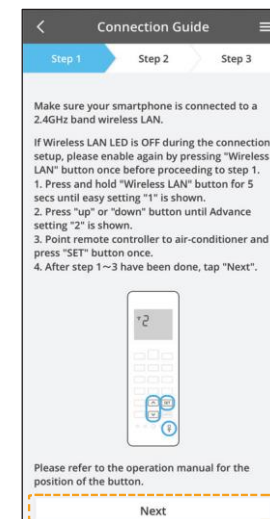 Connection Guide
Step 1 Step 2 Step 3
Make sure your smartphone is connected to a
2.4GHz band wireless LAN.
If Wireless LAN LED is OFF during the connection
setup, please enable again by pressing "Wireless
LAN" button once before proceeding to step 1.
1. Press and hold "Wireless LAN" button for 5
secs until easy setting "1" is shown.
2. Press "up" or "down" button until Advance
setting "2" is shown.
3. Point remote controller to air-conditioner and
press "SET" button once.
4. After step 1~3 have been done, tap "Next".
2
SET
Please refer to the operation manual for the
position of the button.
Next